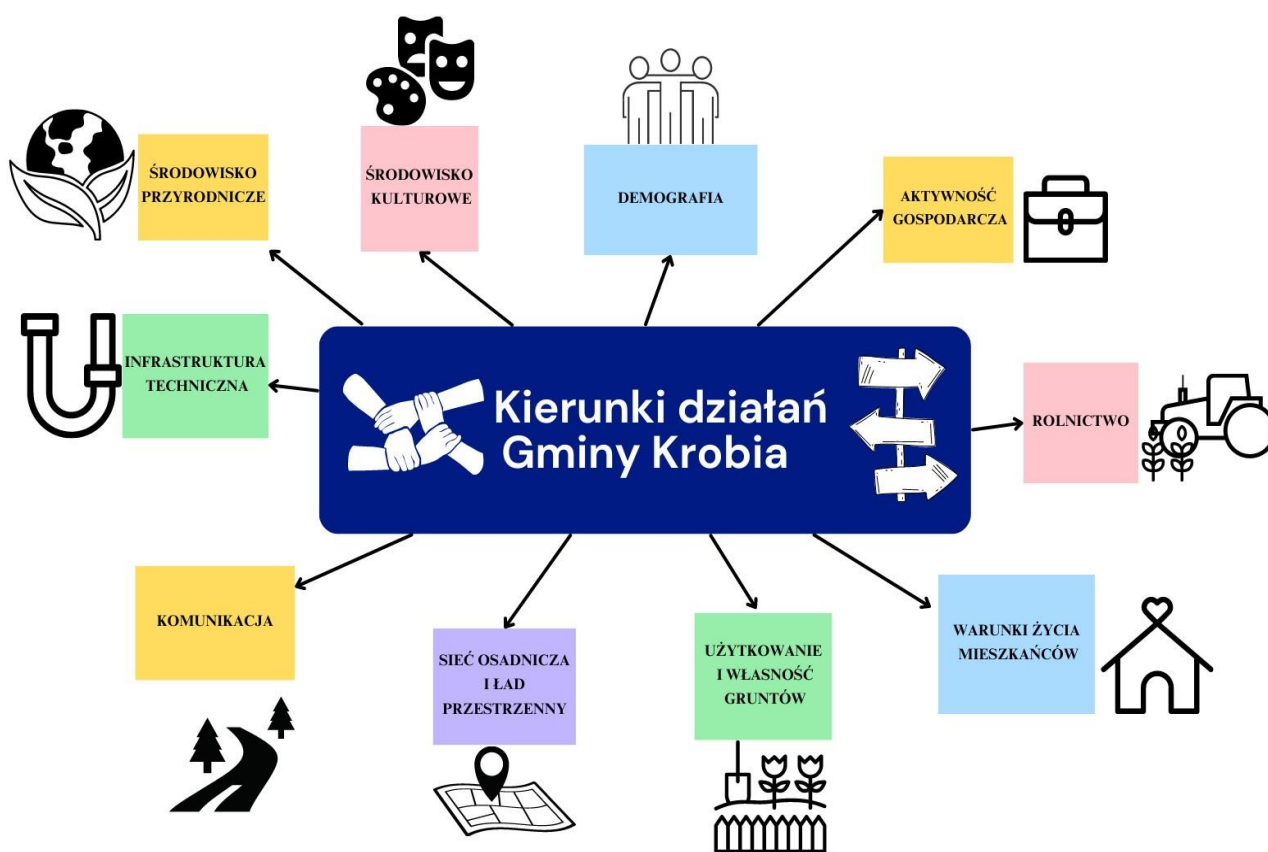 ŚRODOWISKO
PRZYRODNICZE
ŚRODOWISKO
KULTUROWE
DEMOGRAFIA
AKTYWNOŚĆ
GOSPODARCZA
INFRASTRUKTURA
TECHNICZNA
Kierunki działań
Gminy Krobia
ROLNICTWO
KOMUNIKACJA
SIEĆ OSADNICZA
I ŁAD
PRZESTRZENNY
UŻYTKOWANIE
I WŁASNOŚĆ
GRUNTÓW
WARUNKI ŻYCIA
MIESZKAŃCÓW